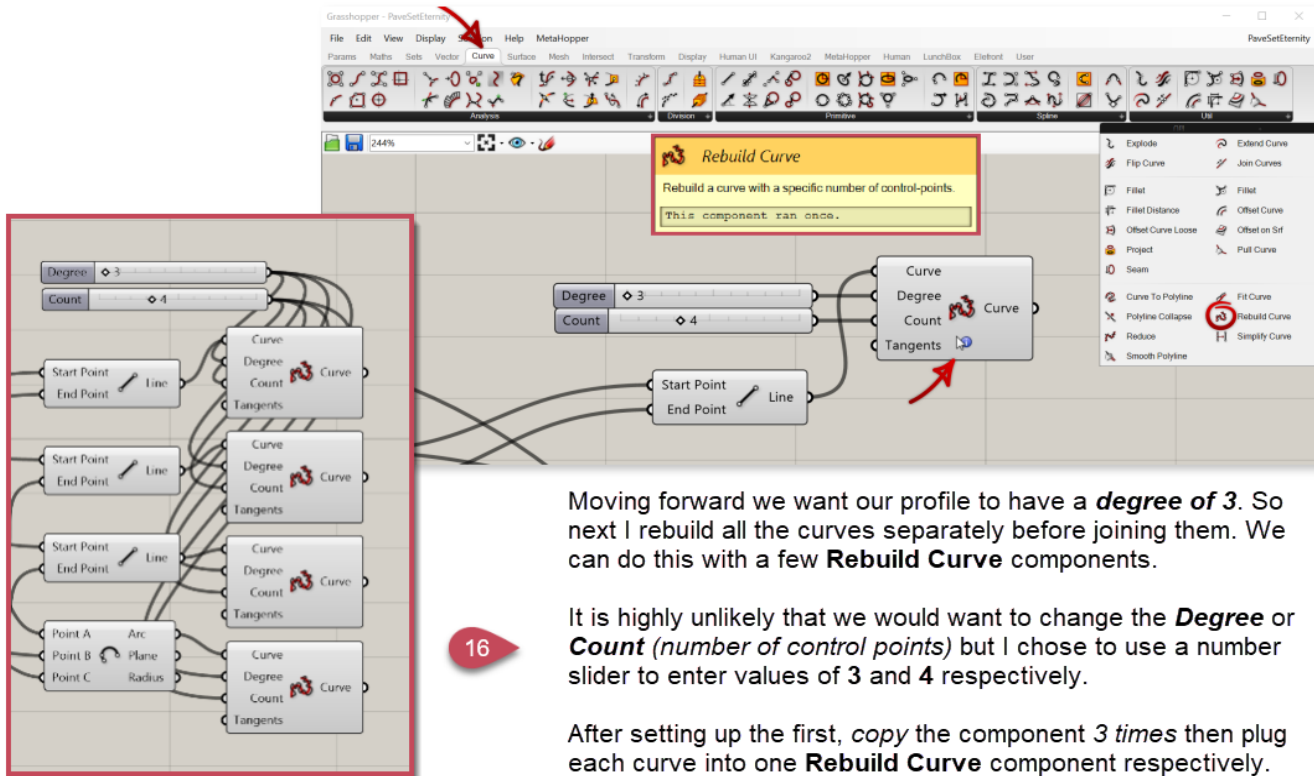 Grasshopper - PaveSetEternity
File Edit View Display Solution Help MetaHopper
PaveSetEternity
Params Maths Sets Vector Curve Surface Mesh Intersect Transform Display Human UI Kangaroo2 MetaHopper Human LunchBox Elefront User
Analysis
Division
Primitive
Spline
Util
244%
Rebuild Curve
Rebuild a curve with a specific number of control-points.
This component ran once.
Explode
Extend Curve
Flip Curve
Join Curves
Fillet
Fillet
Fillet Distance
Offset Curve
Offset Curve Loose
Offset on Srf
Project
Pull Curve
Seam
Curve To Polyline
Fit Curve
Polyline Collapse
Rebuild Curve
Reduce
Simplify Curve
Smooth Polyline
Degree 3
Count 4
Curve
Degree
Count
Tangents
Curve
Start Point
End Point
Line
Degree 3
Count 4
Start Point
End Point
Line
Curve
Degree
Count
Tangents
Curve
Start Point
End Point
Line
Curve
Degree
Count
Tangents
Curve
Start Point
End Point
Line
Curve
Degree
Count
Tangents
Curve
Point A Arc
Point B Plane
Point C Radius
Curve
Degree
Count
Tangents
Curve
Moving forward we want our profile to have a degree of 3. So
next I rebuild all the curves separately before joining them. We
can do this with a few Rebuild Curve components.
16
It is highly unlikely that we would want to change the Degree or
Count (number of control points) but I chose to use a number
slider to enter values of 3 and 4 respectively.
After setting up the first, copy the component 3 times then plug
each curve into one Rebuild Curve component respectively.